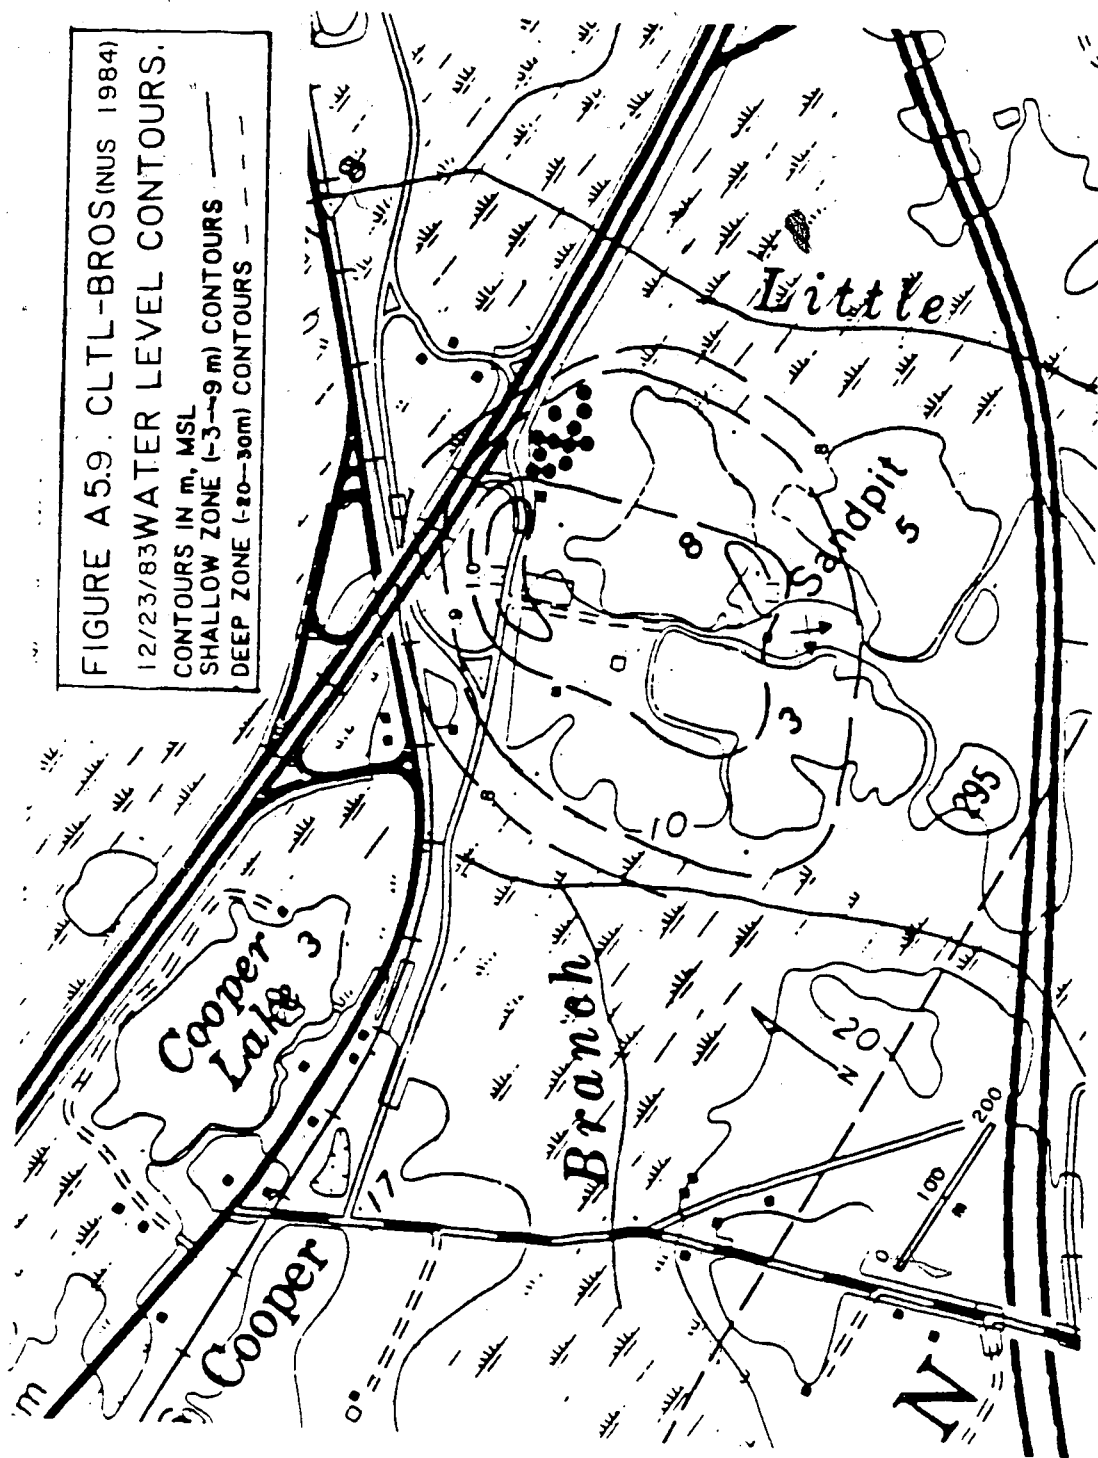 FIGURE A5.9. CLTL-BROS (NUS 1984)
12/23/83 WATER LEVEL CONTOURS.
CONTOURS IN m, MSL
SHALLOW ZONE (-3-→9 m) CONTOURS
DEEP ZONE (-20-30m) CONTOURS
8
Little
Sandpit
5
8
10
8
3
10
8
295
Cooper
Lake
3
Branch
20
N
200
100
0
m
17
Cooper
m
N